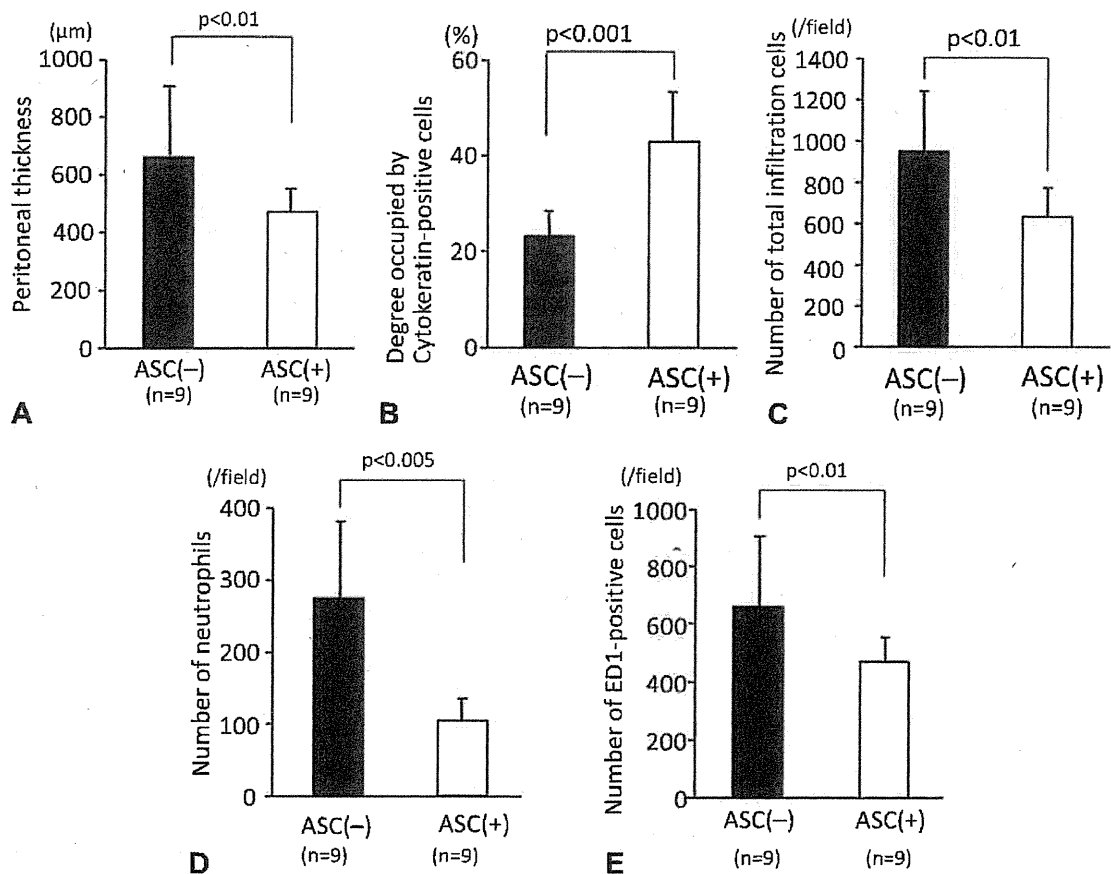 (μm)
p<0.01
1000
800
600
400
200
0
Peritoneal thickness
ASC(–)
ASC(+)
(n=9)
(n=9)
A
(%)
p<0.001
60
40
20
0
Degree occupied by
Cytokeratin-positive cells
ASC(–)
ASC(+)
(n=9)
(n=9)
B
(/field)
p<0.01
1400
1200
1000
800
600
400
200
0
Number of total infiltration cells
ASC(–)
ASC(+)
(n=9)
(n=9)
C
(/field)
p<0.005
400
300
200
100
0
Number of neutrophils
ASC(–)
ASC(+)
(n=9)
(n=9)
D
(/field)
p<0.01
1000
800
600
400
200
0
Number of ED1-positive cells
ASC(–)
ASC(+)
(n=9)
(n=9)
E